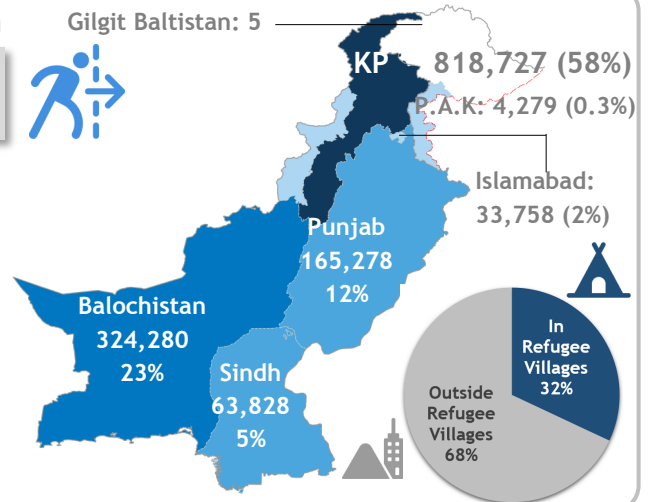 Gilgit Baltistan: 5
KP
818,727 (58%)
P.A.K: 4,279 (0.3%)
Islamabad:
33,758 (2%)
Punjab
165,278
12%
Balochistan
324,280
23%
Sindh
63,828
5%
In
Refugee
Villages
32%
Outside
Refugee
Villages
68%